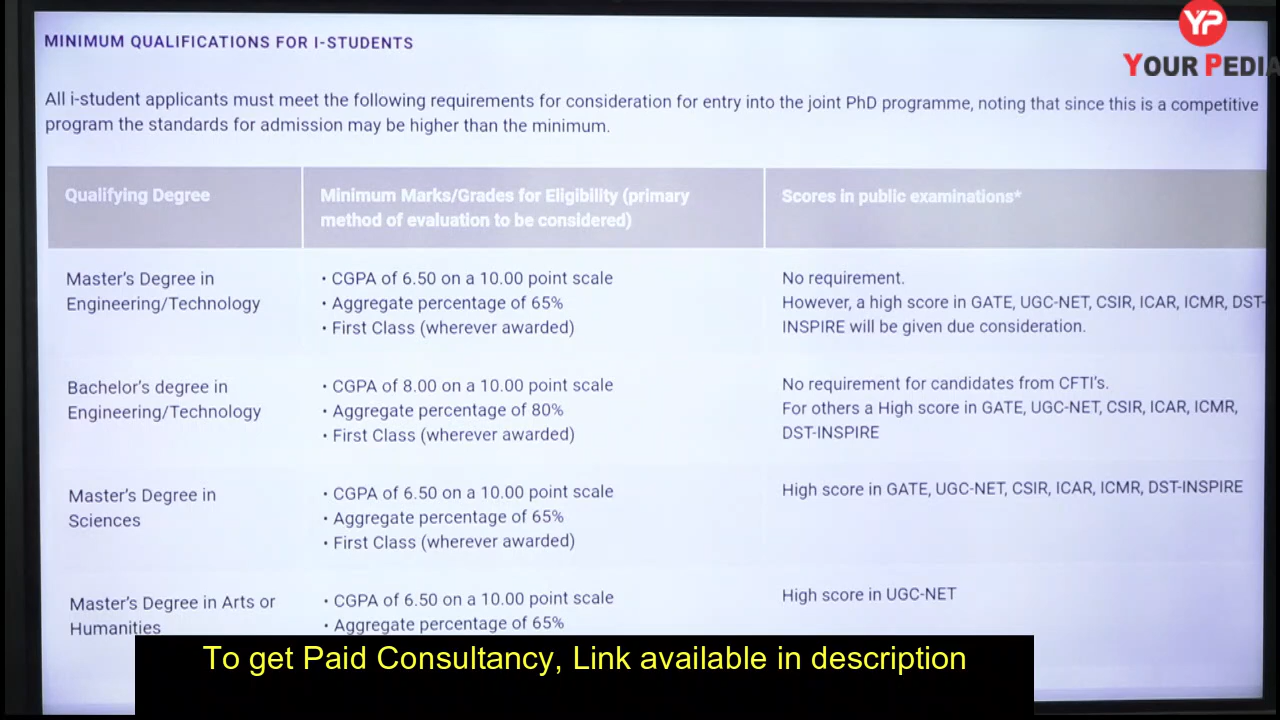 YP
YOUR PEDIA
MINIMUM QUALIFICATIONS FOR I-STUDENTS
All i-student applicants must meet the following requirements for consideration for entry into the joint PhD programme, noting that since this is a competitive
program the standards for admission may be higher than the minimum.
Qualifying Degree
Minimum Marks/Grades for Eligibility (primary
method of evaluation to be considered)
Scores in public examinations*
Master's Degree in
Engineering/Technology
• CGPA of 6.50 on a 10.00 point scale
• Aggregate percentage of 65%
• First Class (wherever awarded)
No requirement.
However, a high score in GATE, UGC-NET, CSIR, ICAR, ICMR, DST-
INSPIRE will be given due consideration.
Bachelor's degree in
Engineering/Technology
• CGPA of 8.00 on a 10.00 point scale
• Aggregate percentage of 80%
• First Class (wherever awarded)
No requirement for candidates from CFTI's.
For others a High score in GATE, UGC-NET, CSIR, ICAR, ICMR,
DST-INSPIRE
Master's Degree in
Sciences
• CGPA of 6.50 on a 10.00 point scale
• Aggregate percentage of 65%
• First Class (wherever awarded)
High score in GATE, UGC-NET, CSIR, ICAR, ICMR, DST-INSPIRE
Master's Degree in Arts or
Humanities
• CGPA of 6.50 on a 10.00 point scale
• Aggregate percentage of 65%
High score in UGC-NET
To get Paid Consultancy, Link available in description